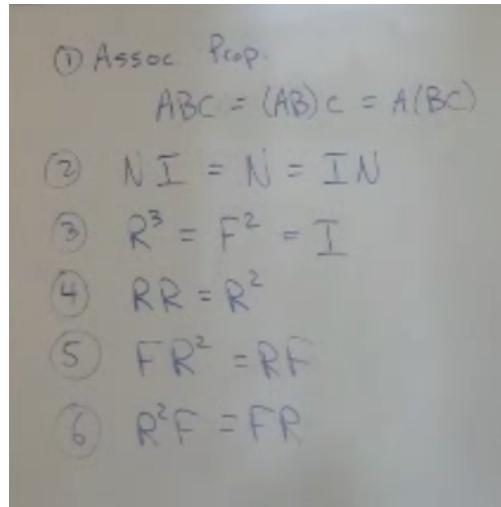 ① Assoc. Prop.
ABC = (AB)C = A(BC)
② NI = N = IN
③ R³ = F² = I
④ RR = R²
⑤ FR² = RF
⑥ R²F = FR